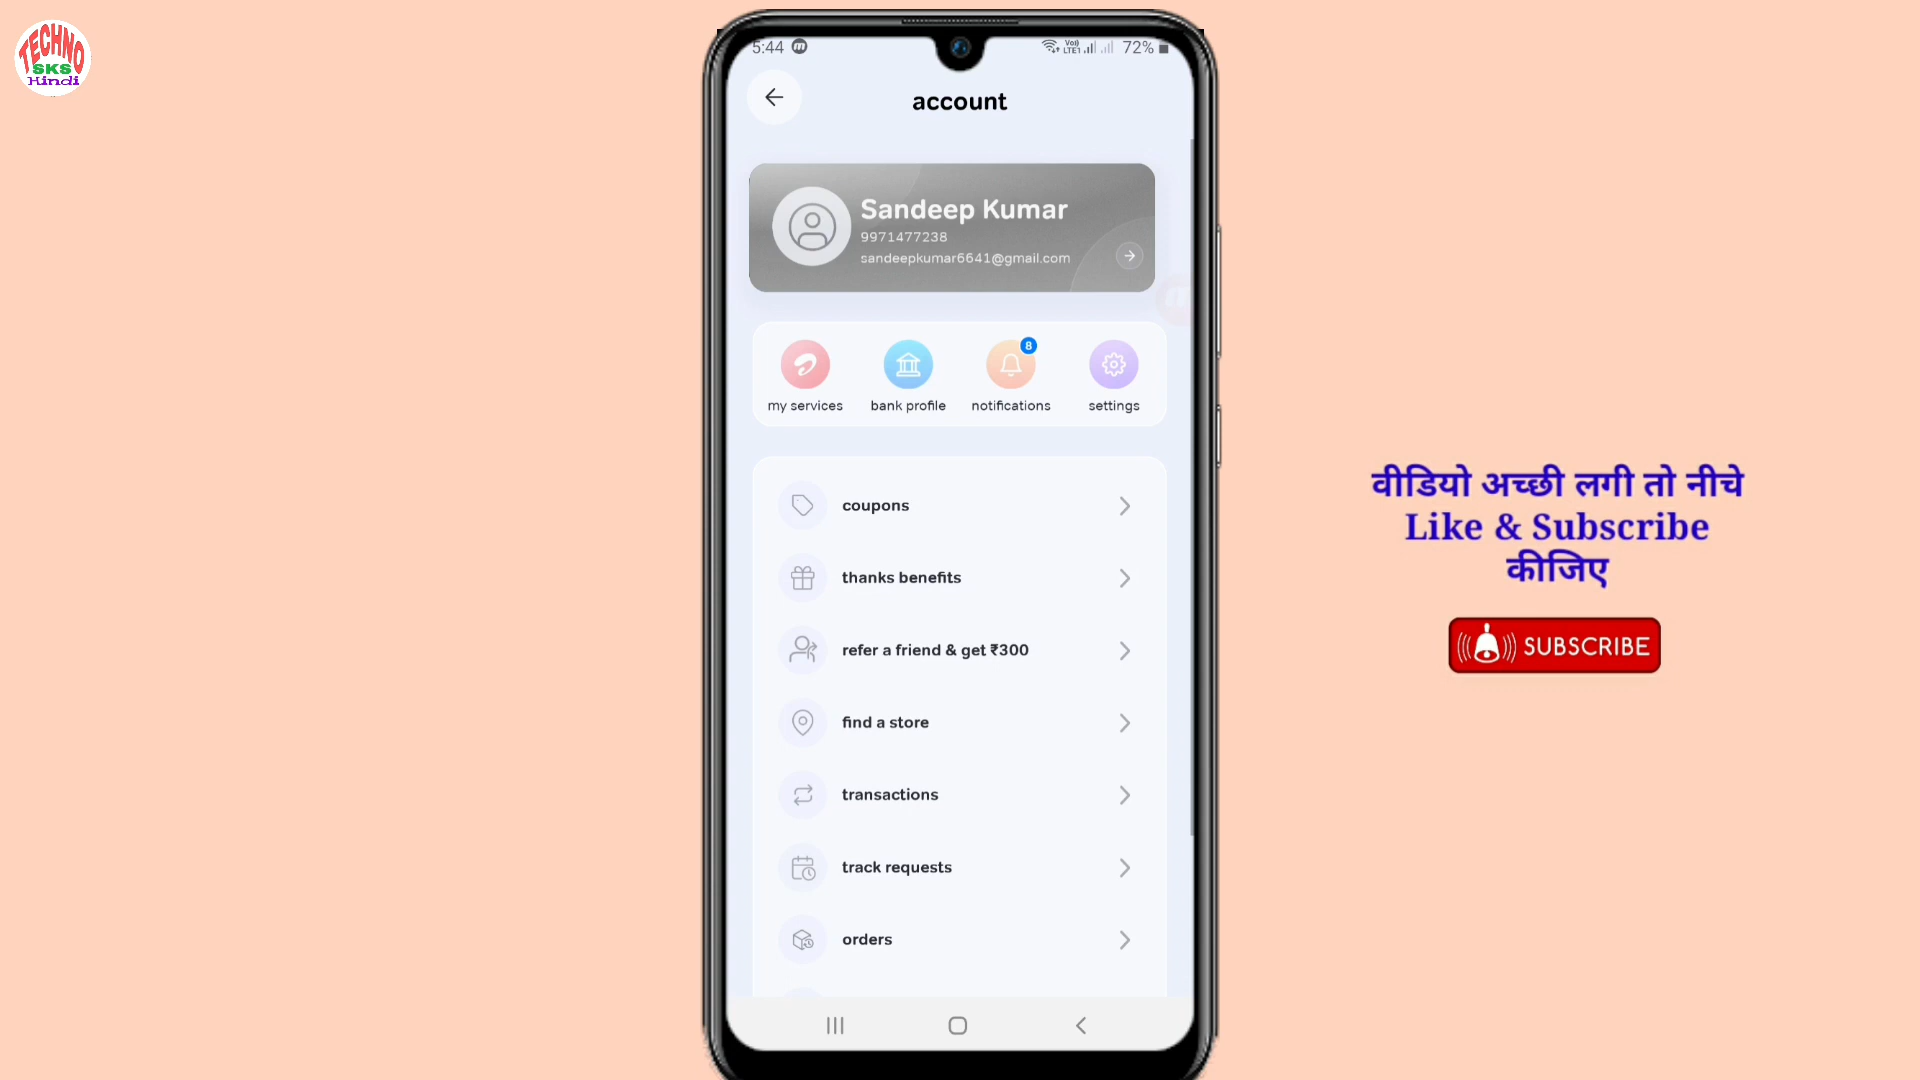 TECHNO
SKS
Hindi
5:44
Vo)
LTE1
72%
account
Sandeep Kumar
9971477238
sandeepkumar6641@gmail.com
8
my services
bank profile
notifications
settings
coupons
thanks benefits
refer a friend & get ₹300
find a store
transactions
track requests
orders
वीडियो अच्छी लगी तो नीचे
Like & Subscribe
कीजिए
SUBSCRIBE